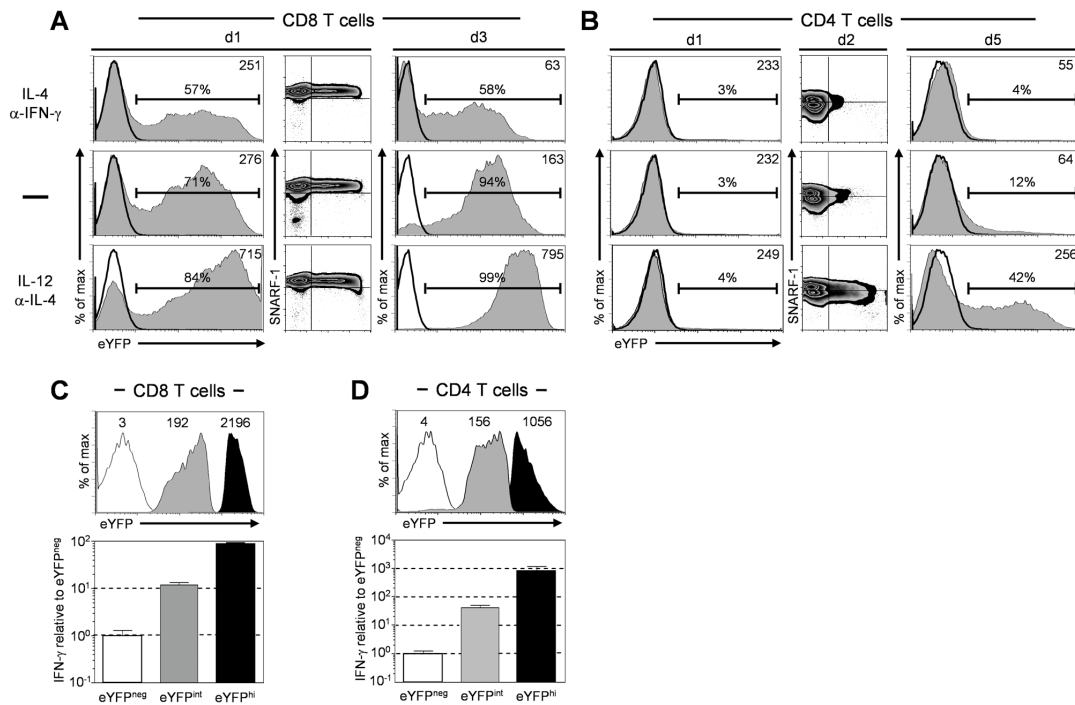 A
CD8 T cells
d1
d3
B
CD4 T cells
d1
d2
d5
IL-4
α-IFN-γ
251
57%
63
58%
233
3%
55
4%
276
71%
163
94%
232
3%
64
12%
IL-12
α-IL-4
715
84%
795
99%
249
4%
256
42%
% of max
SNARF-1
% of max
% of max
SNARF-1
% of max
eYFP
eYFP
C
– CD8 T cells –
3
192
2196
% of max
eYFP
D
– CD4 T cells –
4
156
1056
% of max
eYFP
IFN-γ relative to eYFPneg
10²
10¹
10⁰
10⁻¹
eYFPneg
eYFPint
eYFPhi
IFN-γ relative to eYFPneg
10⁴
10³
10²
10¹
10⁰
10⁻¹
eYFPneg
eYFPint
eYFPhi